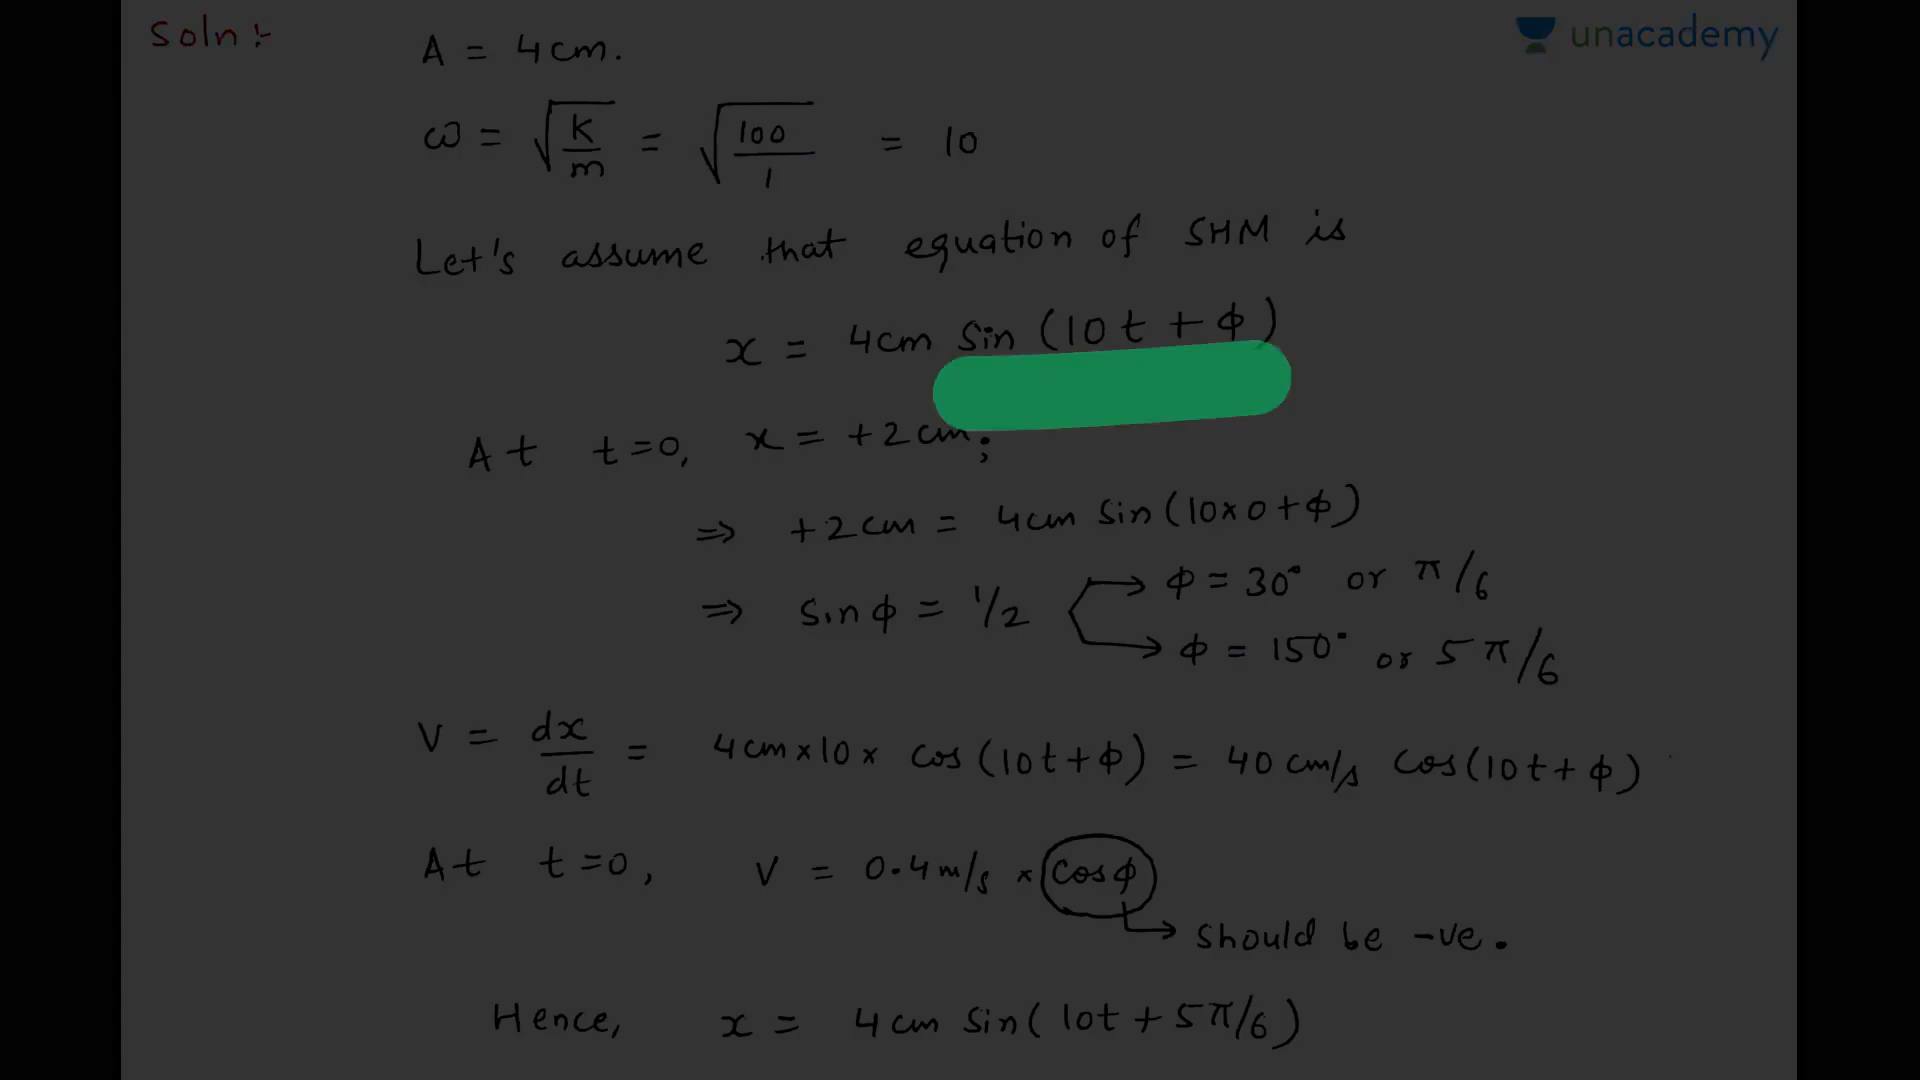 Soln :-
unacademy
A = 4cm.
ω = √(K/m) = √(100/1) = 10
Let's assume that equation of SHM is
x = 4cm sin (10t + ϕ)
At t=0, x = +2cm;
⇒ +2cm = 4cm sin(10×0+ϕ)
⇒ sinϕ = 1/2 → ϕ = 30° or π/6
→ ϕ = 150° or 5π/6
V = dx/dt = 4cm×10× cos(10t+ϕ) = 40 cm/s cos(10t+ϕ)
At t=0, V = 0.4m/s × cosϕ
→ should be -ve.
Hence, x = 4cm sin( 10t + 5π/6)